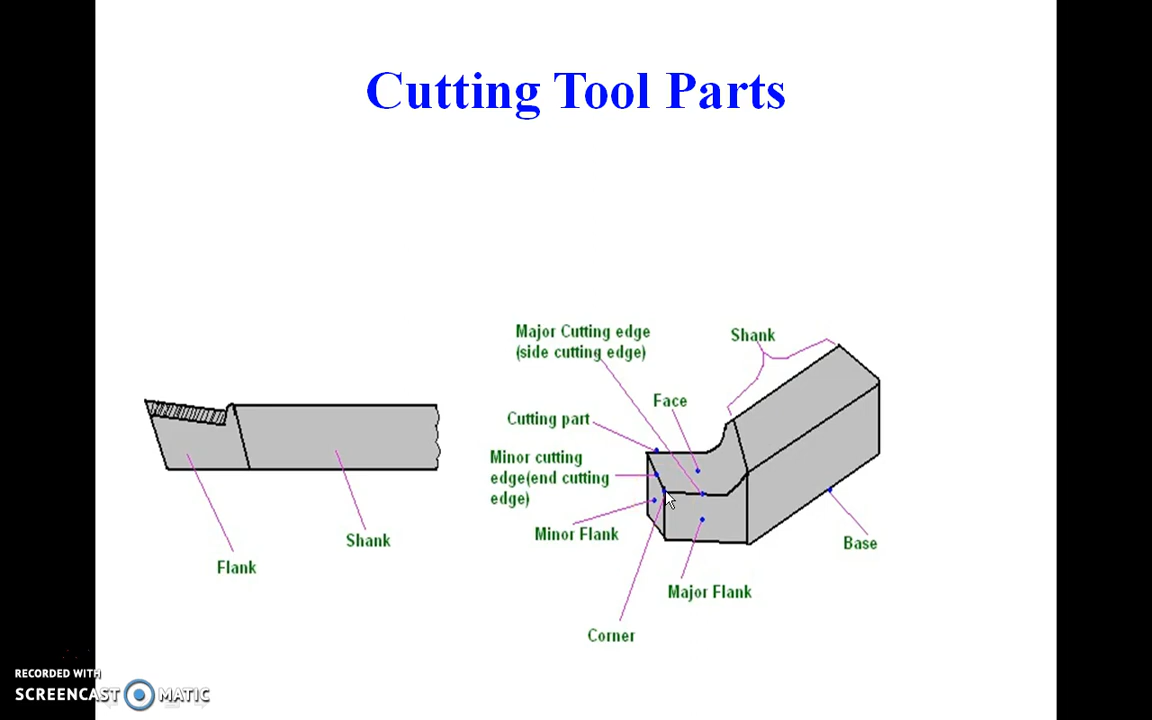 Cutting Tool Parts
Major Cutting edge
(side cutting edge)
Shank
Face
Cutting part
Minor cutting
edge(end cutting
edge)
Minor Flank
Shank
Base
Flank
Major Flank
Corner
RECORDED WITH
SCREENCAST MATIC